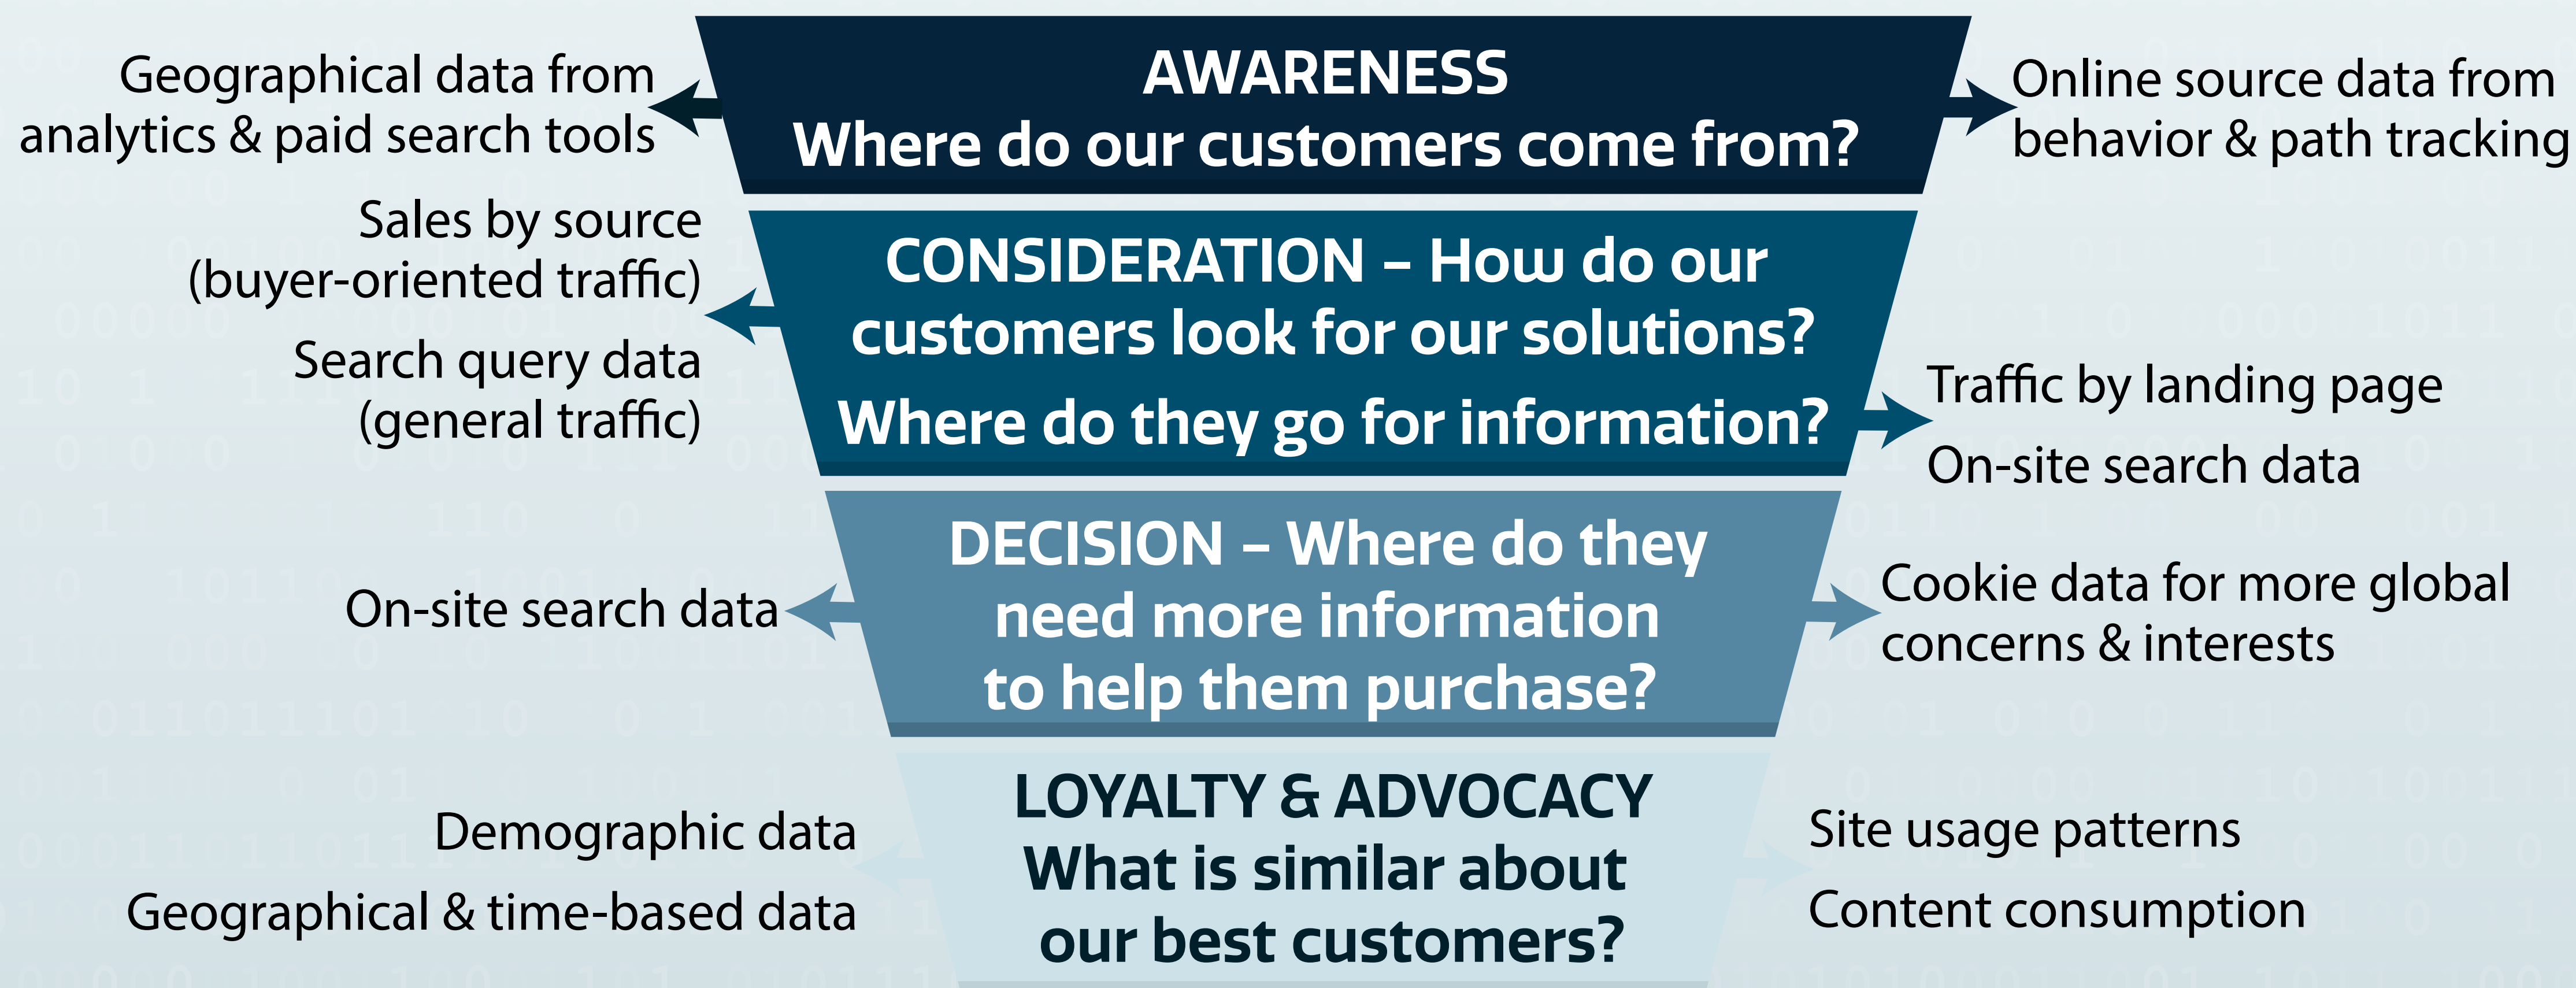 Geographical data from
analytics & paid search tools
AWARENESS
Where do our customers come from?
Online source data from
behavior & path tracking
Sales by source
(buyer-oriented traffic)
Search query data
(general traffic)
CONSIDERATION – How do our
customers look for our solutions?
Where do they go for information?
Traffic by landing page
On-site search data
On-site search data
DECISION – Where do they
need more information
to help them purchase?
Cookie data for more global
concerns & interests
Demographic data
Geographical & time-based data
LOYALTY & ADVOCACY
What is similar about
our best customers?
Site usage patterns
Content consumption